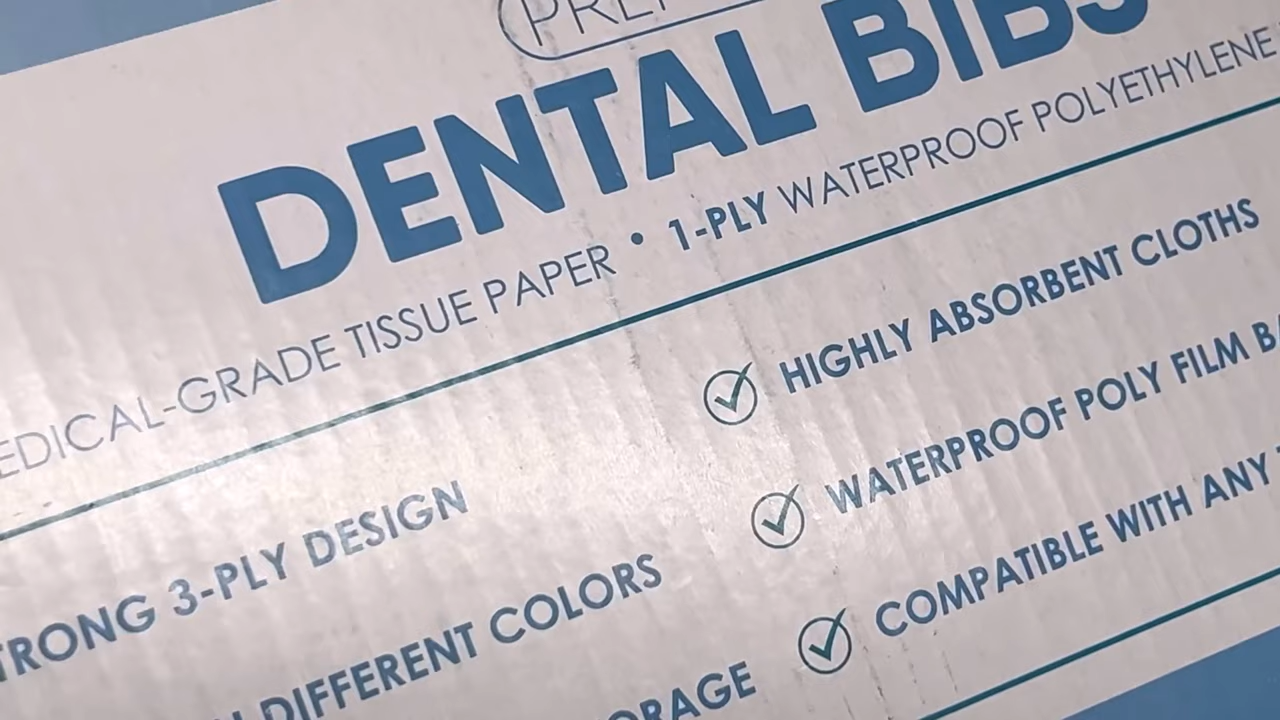 DENTAL BIBS
EDICAL-GRADE TISSUE PAPER • 1-PLY WATERPROOF POLYETHYLENE
TRONG 3-PLY DESIGN
DIFFERENT COLORS
ORAGE
HIGHLY ABSORBENT CLOTHS
WATERPROOF POLY FILM
COMPATIBLE WITH ANY